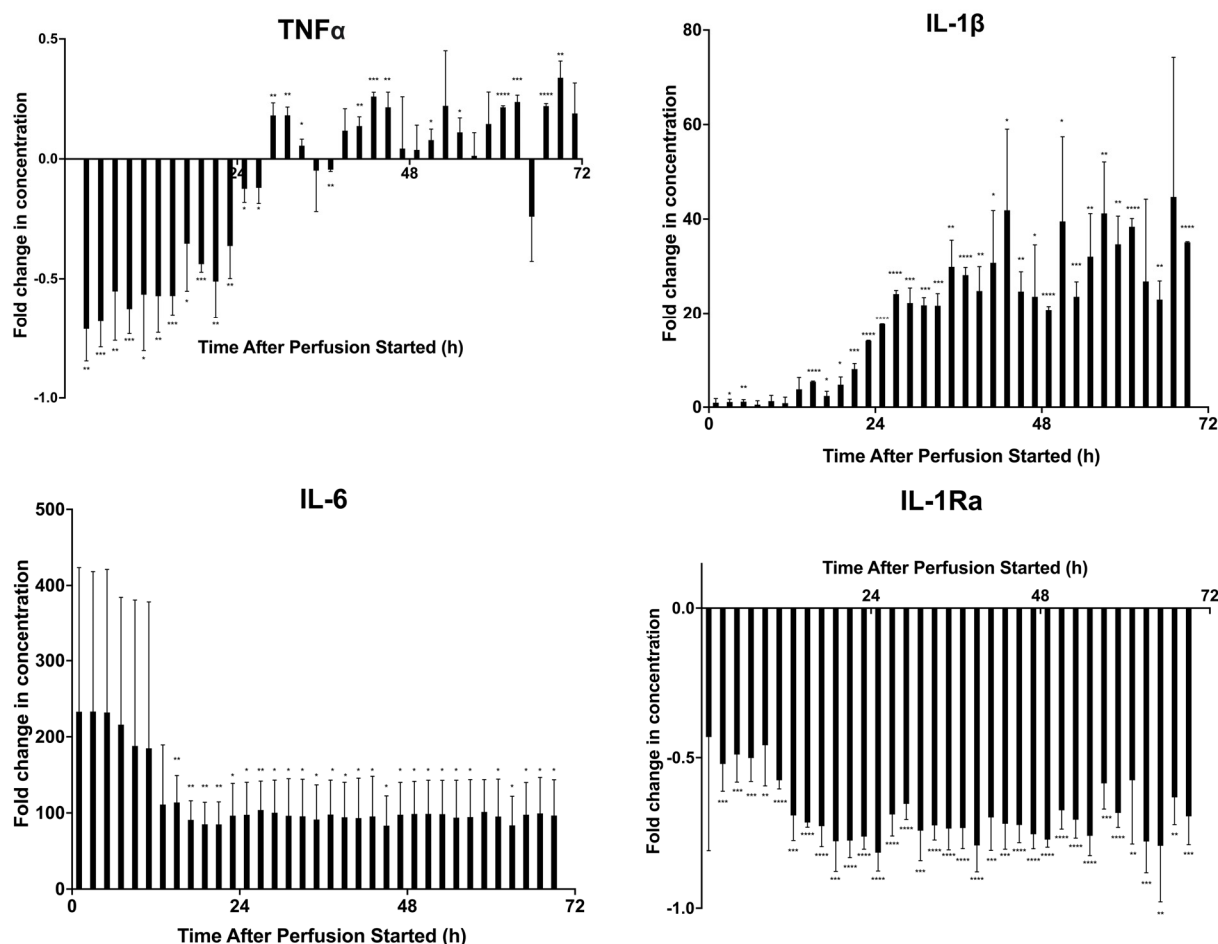 TNFα
0.5
0.0
-0.5
-1.0
24
48
72
Fold change in concentration
Time After Perfusion Started (h)
** *** ** *** * ** *** * *** ** ** * * ** ** * ** ** *** ** * * **** *** **** **
IL-1β
80
60
40
20
0
0
24
48
72
Fold change in concentration
Time After Perfusion Started (h)
* ** **** * * *** **** **** **** *** *** *** ** **** ** * * ** * **** * *** ** ** ** **** ** ****
IL-6
500
400
300
200
100
0
0
24
48
72
Fold change in concentration
Time After Perfusion Started (h)
** ** ** ** * * ** * * * * * * * * * * * * * * * * * * * *
IL-1Ra
Time After Perfusion Started (h)
24
48
72
0.0
-0.5
-1.0
Fold change in concentration
*** *** *** ** **** *** **** **** *** **** **** **** **** **** *** **** **** **** **** *** **** **** **** **** **** **** **** *** **** ** *** ** ** ***